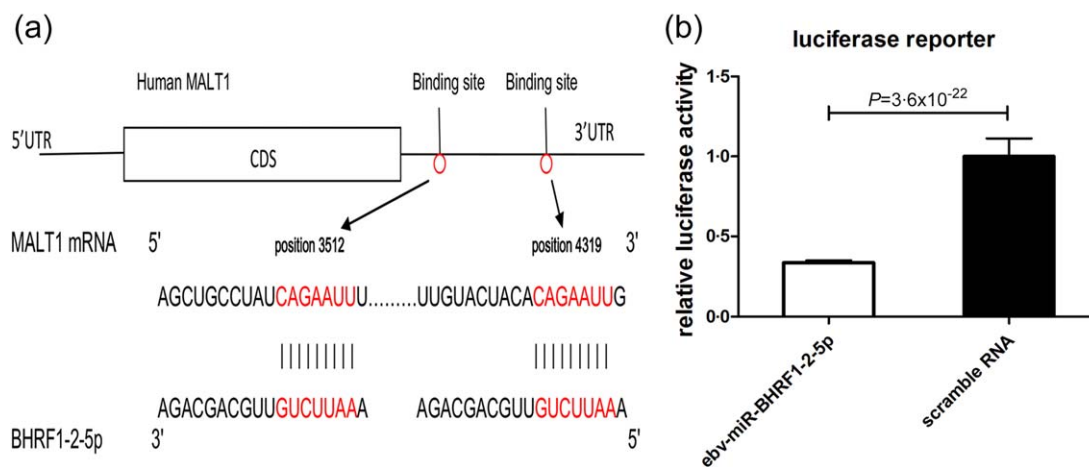 (a)
Human MALT1
Binding site
Binding site
5'UTR
CDS
3'UTR
MALT1 mRNA
5'
position 3512
position 4319
3'
AGCUGCCUAUCAGAAUUU.........UUGUACUACACAGAAUUG
AGACGACGUUGUCUUAAA
AGACGACGUUGUCUUAAA
BHRF1-2-5p
3'
5'
(b)
luciferase reporter
relative luciferase activity
1·5
1·0
0·5
0·0
P=3·6x10-22
ebv-miR-BHRF1-2-5p
scramble RNA